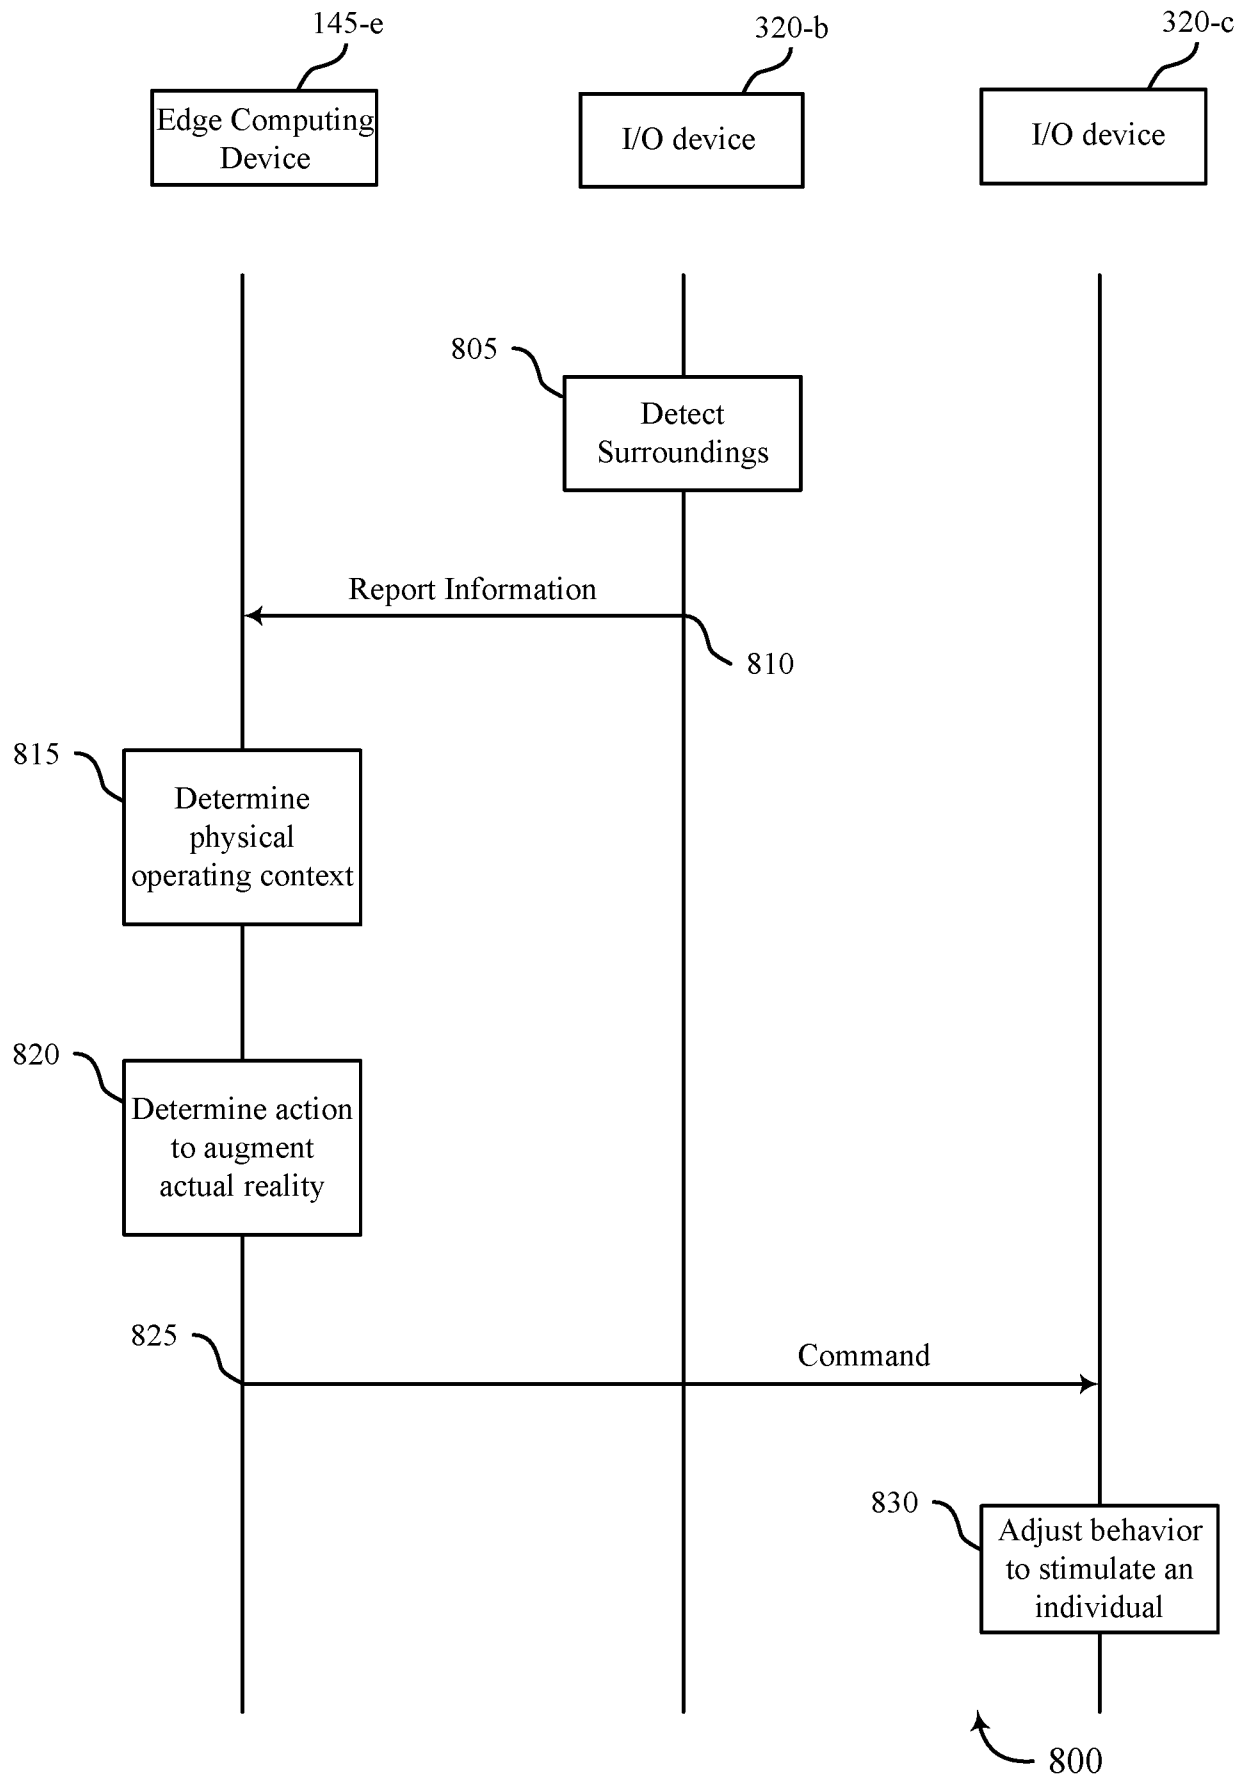 145-e
320-b
320-c
Edge Computing
Device
I/O device
I/O device
805
Detect
Surroundings
Report Information
810
815
Determine
physical
operating context
820
Determine action
to augment
actual reality
825
Command
830
Adjust behavior
to stimulate an
individual
800